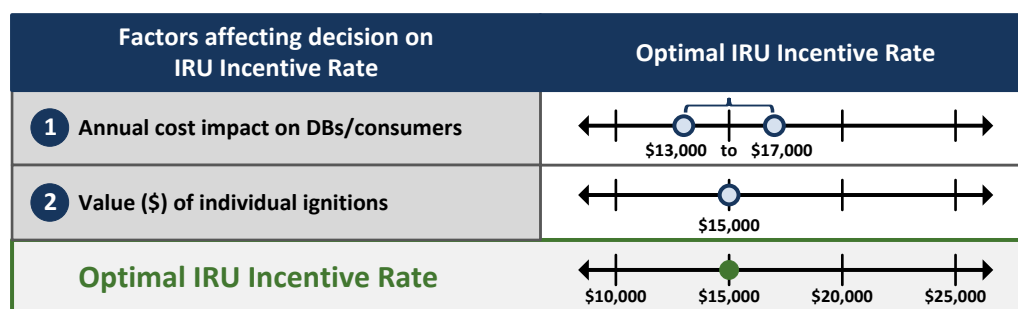 Factors affecting decision on
IRU Incentive Rate
Optimal IRU Incentive Rate
1 Annual cost impact on DBs/consumers
$13,000 to $17,000
2 Value ($) of individual ignitions
$15,000
Optimal IRU Incentive Rate
$10,000 $15,000 $20,000 $25,000